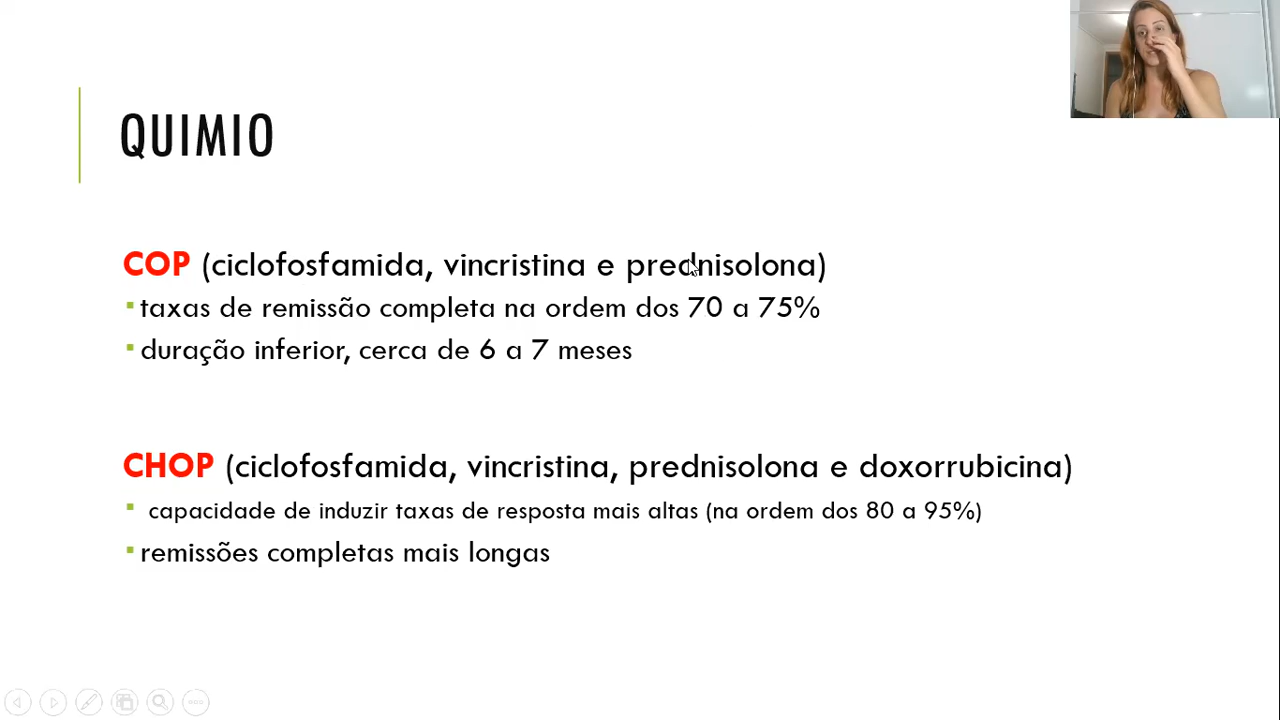 QUIMIO
COP (ciclofosfamida, vincristina e prednisolona)
taxas de remissão completa na ordem dos 70 a 75%
duração inferior, cerca de 6 a 7 meses
CHOP (ciclofosfamida, vincristina, prednisolona e doxorrubicina)
capacidade de induzir taxas de resposta mais altas (na ordem dos 80 a 95%)
remissões completas mais longas